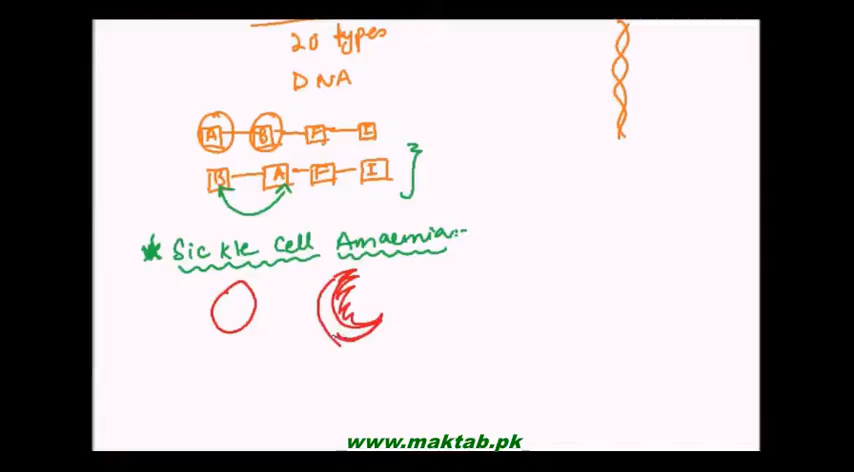 20 types
DNA
A B F I
B A F I
Sickle Cell Anaemia:-
www.maktab.pk